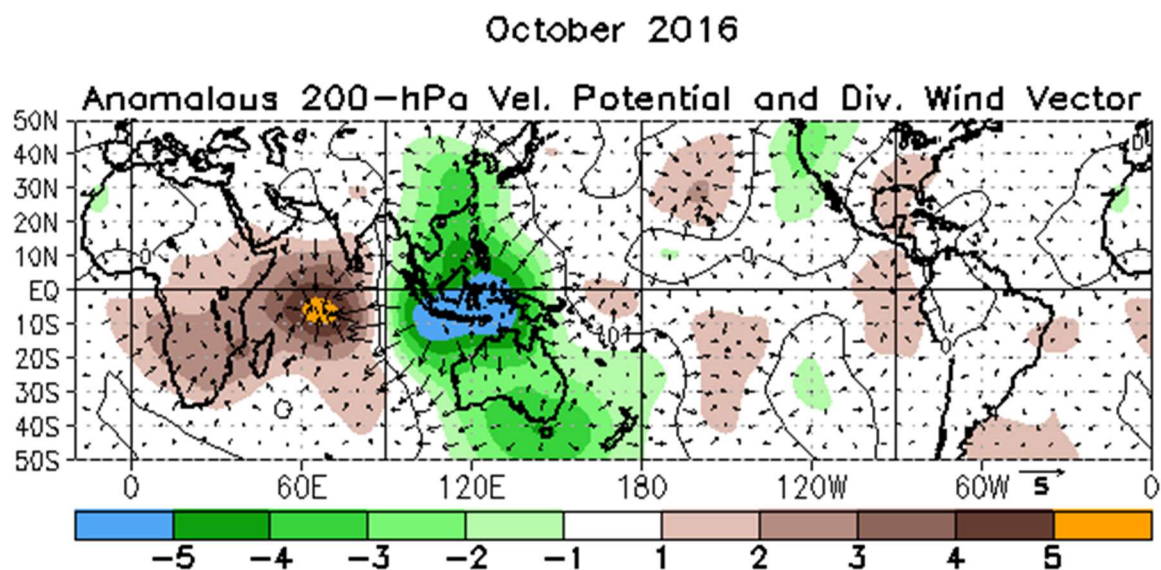 October 2016
Anomalaus 200-hPa Vel. Potential and Div. Wind Vector
50N
40N
30N
20N
10N
EQ
10S
20S
30S
40S
50S
0 60E 120E 180 120W 60W 5 0
-5 -4 -3 -2 -1 1 2 3 4 5